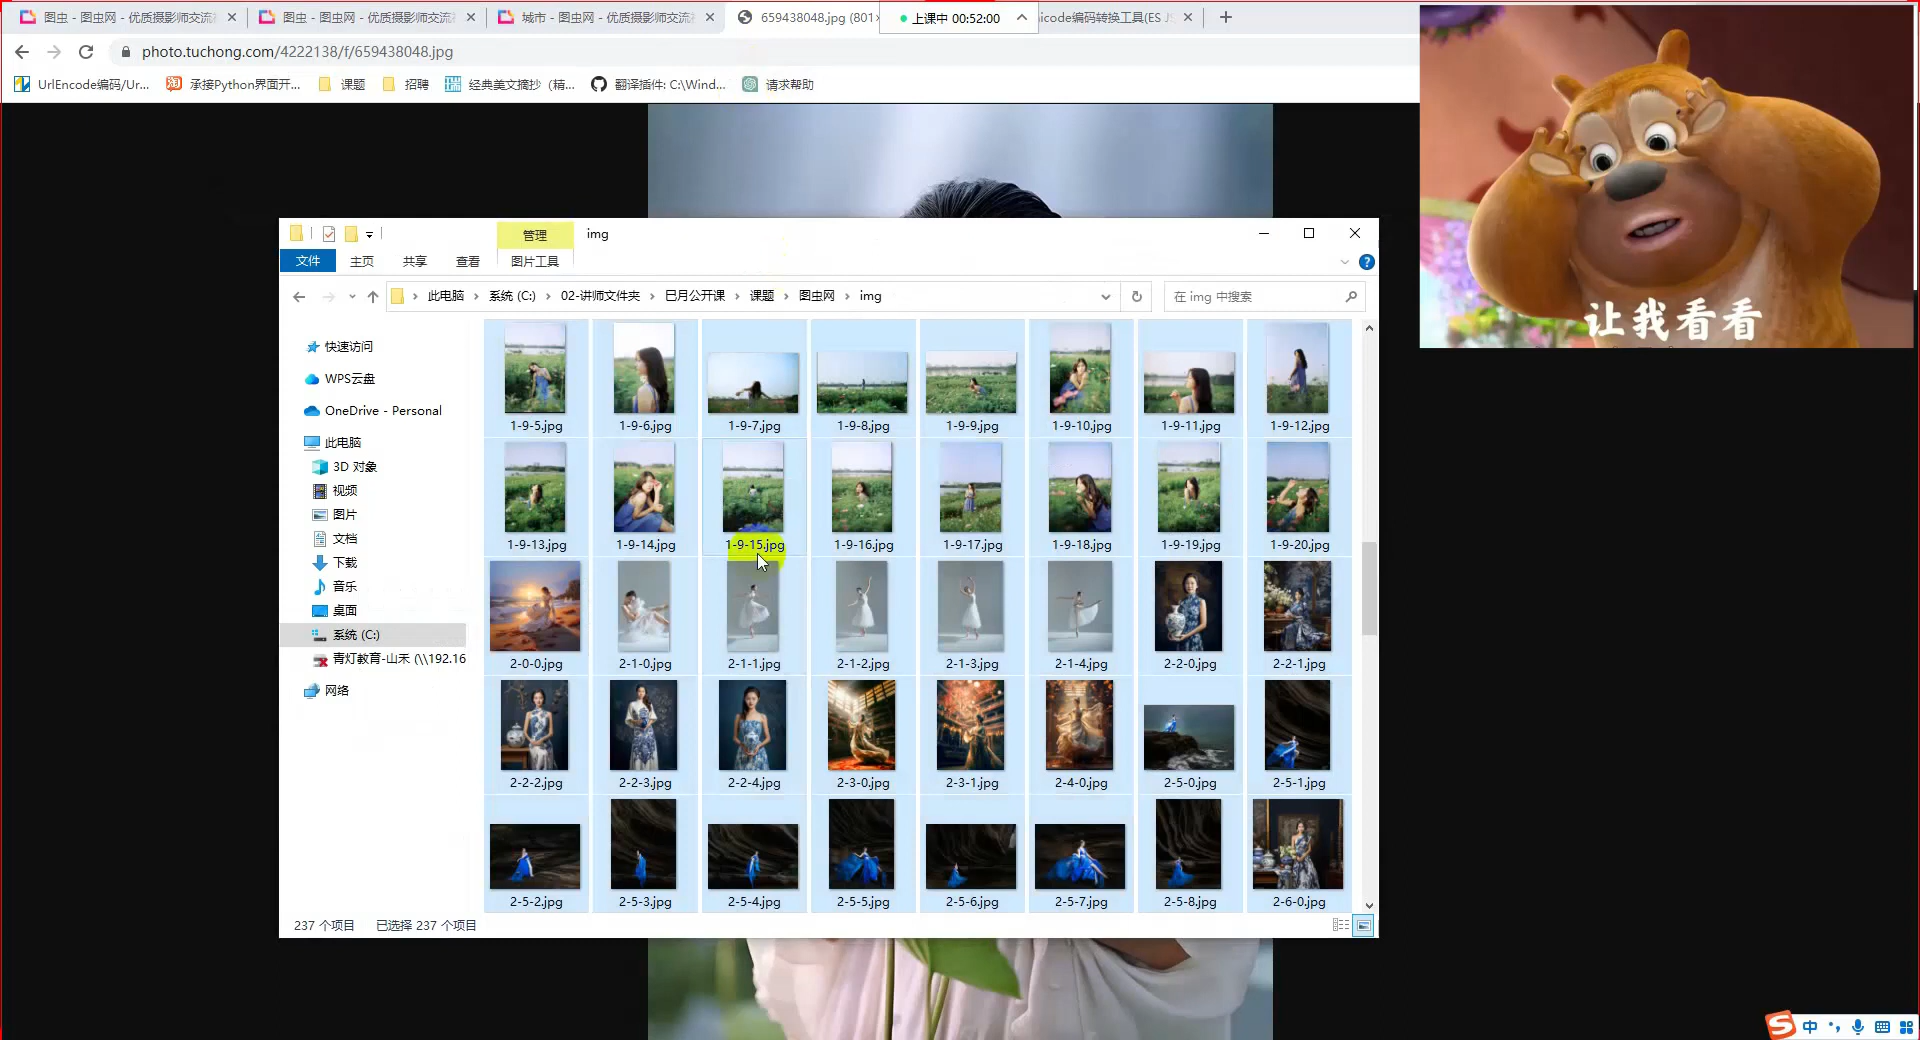 图虫 - 图虫网 - 优质摄影师交流社
图虫 - 图虫网 - 优质摄影师交流社
城市 - 图虫网 - 优质摄影师交流社
659438048.jpg (801×
上课中 00:52:00
nicode编码转换工具(ES JS
photo.tuchong.com/4222138/f/659438048.jpg
UrlEncode编码/Ur...
承接Python界面开...
课题
招聘
经典美文摘抄（精...
翻译插件: C:\Wind...
请求帮助
让我看看
管理
img
文件
主页
共享
查看
图片工具
此电脑 › 系统 (C:) › 02-讲师文件夹 › 巳月公开课 › 课题 › 图虫网 › img
在 img 中搜索
快速访问
WPS云盘
OneDrive - Personal
此电脑
3D 对象
视频
图片
文档
下载
音乐
桌面
系统 (C:)
青灯教育-山禾 (\\192.16
网络
1-9-5.jpg
1-9-6.jpg
1-9-7.jpg
1-9-8.jpg
1-9-9.jpg
1-9-10.jpg
1-9-11.jpg
1-9-12.jpg
1-9-13.jpg
1-9-14.jpg
1-9-15.jpg
1-9-16.jpg
1-9-17.jpg
1-9-18.jpg
1-9-19.jpg
1-9-20.jpg
2-0-0.jpg
2-1-0.jpg
2-1-1.jpg
2-1-2.jpg
2-1-3.jpg
2-1-4.jpg
2-2-0.jpg
2-2-1.jpg
2-2-2.jpg
2-2-3.jpg
2-2-4.jpg
2-3-0.jpg
2-3-1.jpg
2-4-0.jpg
2-5-0.jpg
2-5-1.jpg
2-5-2.jpg
2-5-3.jpg
2-5-4.jpg
2-5-5.jpg
2-5-6.jpg
2-5-7.jpg
2-5-8.jpg
2-6-0.jpg
237 个项目
已选择 237 个项目
中